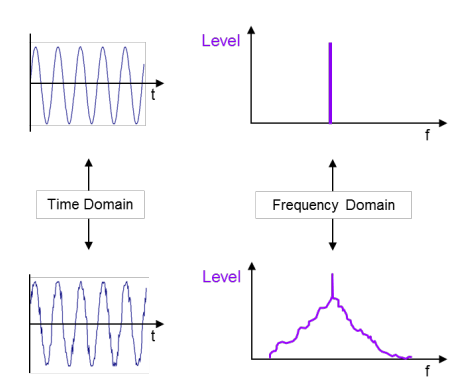 Level
t
f
Time Domain
Frequency Domain
Level
t
f